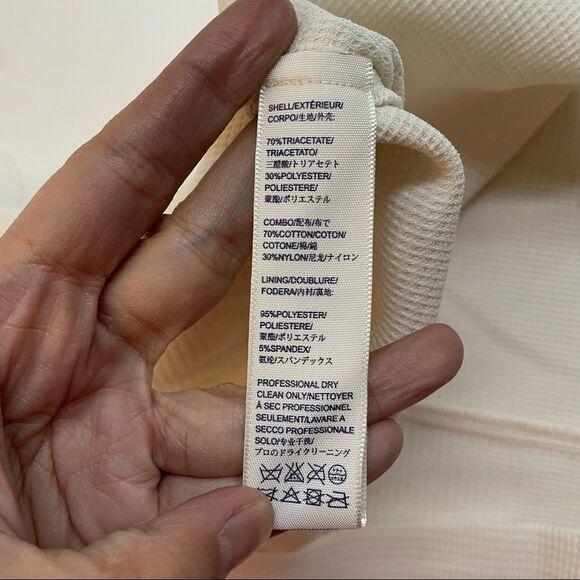 SHELL/EXTÉRIEUR/
CORPO/生地/外壳:
70%TRIACETATE/
TRIACETATO/
三醋酸/トリアセテト
30%POLYESTER/
POLIESTERE/
聚酯/ポリエステル
COMBO/配布/布で
70%COTTON/COTON/
COTONE/棉/綿
30%NYLON/尼龙/ナイロン
LINING/DOUBLURE/
FODERA/内衬/裏地:
95%POLYESTER/
POLIESTERE/
聚酯/ポリエステル
5%SPANDEX/
氨纶/スパンデックス
PROFESSIONAL DRY
CLEAN ONLY/NETTOYER
À SEC PROFESSIONNEL
SEULEMENT/LAVARE A
SECCO PROFESSIONALE
SOLO/专业干洗/
プロのドライクリーニング